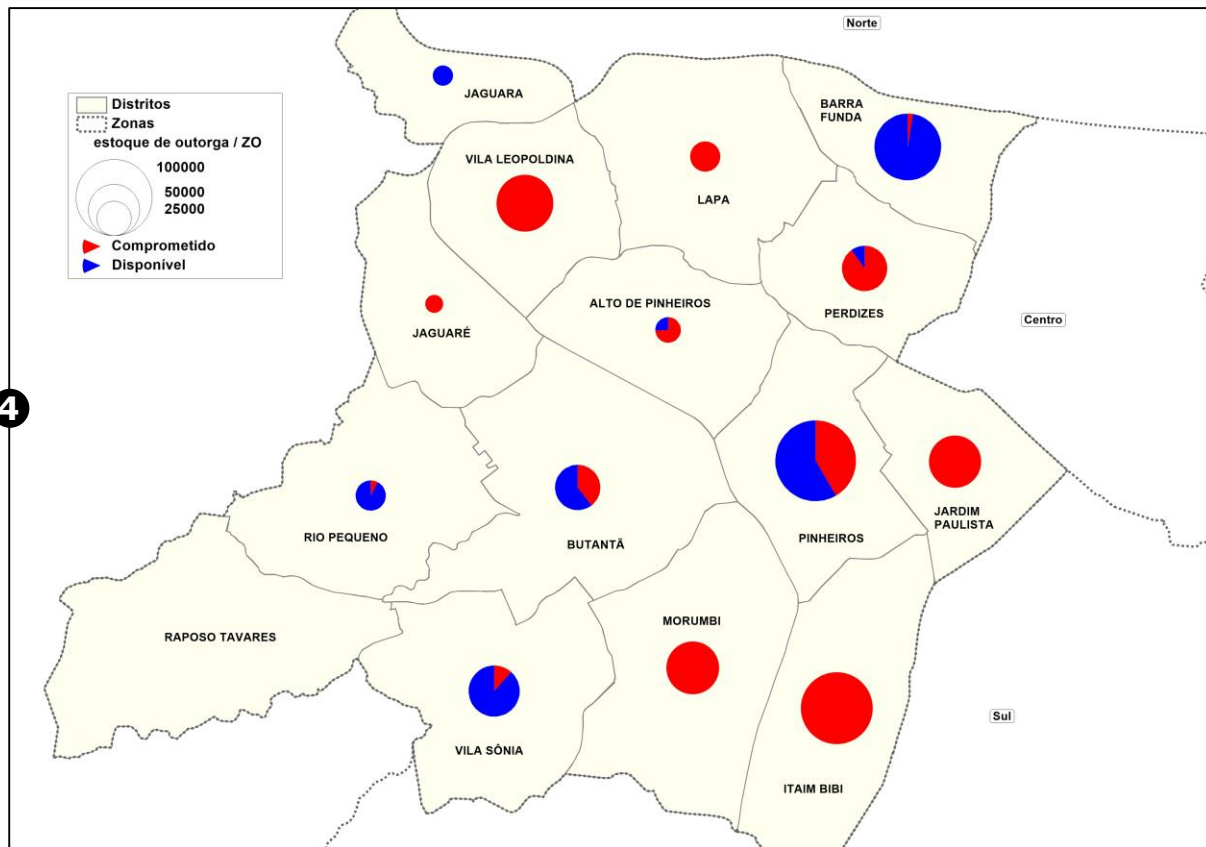 Norte
JAGUARA
BARRA
FUNDA
Distritos
Zonas
estoque de outorga / ZO
100000
50000
25000
Comprometido
Disponível
VILA LEOPOLDINA
LAPA
JAGUARÉ
ALTO DE PINHEIROS
PERDIZES
Centro
4
RIO PEQUENO
BUTANTÃ
PINHEIROS
JARDIM
PAULISTA
RAPOSO TAVARES
MORUMBI
VILA SÔNIA
ITAIM BIBI
Sul